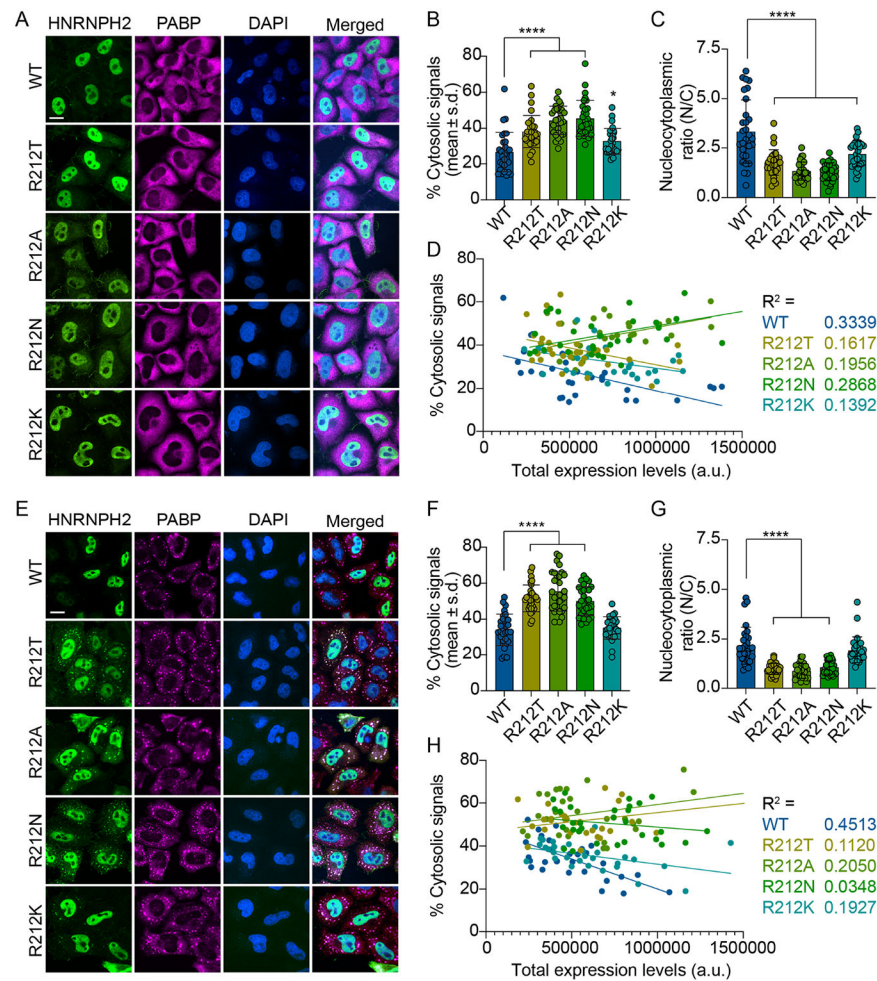 A
HNRNPH2 PABP DAPI Merged
WT
R212T
R212A
R212N
R212K
B
****
*
% Cytosolic signals
(mean ± s.d.)
80
60
40
20
0
WT R212T R212A R212N R212K
C
****
Nucleocytoplasmic
ratio (N/C)
7.5
5.0
2.5
0.0
WT R212T R212A R212N R212K
D
% Cytosolic signals
80
60
40
20
0
0 500000 1000000 1500000
Total expression levels (a.u.)
R² =
WT 0.3339
R212T 0.1617
R212A 0.1956
R212N 0.2868
R212K 0.1392
E
HNRNPH2 PABP DAPI Merged
WT
R212T
R212A
R212N
R212K
F
****
% Cytosolic signals
(mean ± s.d.)
80
60
40
20
0
WT R212T R212A R212N R212K
G
****
Nucleocytoplasmic
ratio (N/C)
7.5
5.0
2.5
0.0
WT R212T R212A R212N R212K
H
% Cytosolic signals
80
60
40
20
0
0 500000 1000000 1500000
Total expression levels (a.u.)
R² =
WT 0.4513
R212T 0.1120
R212A 0.2050
R212N 0.0348
R212K 0.1927